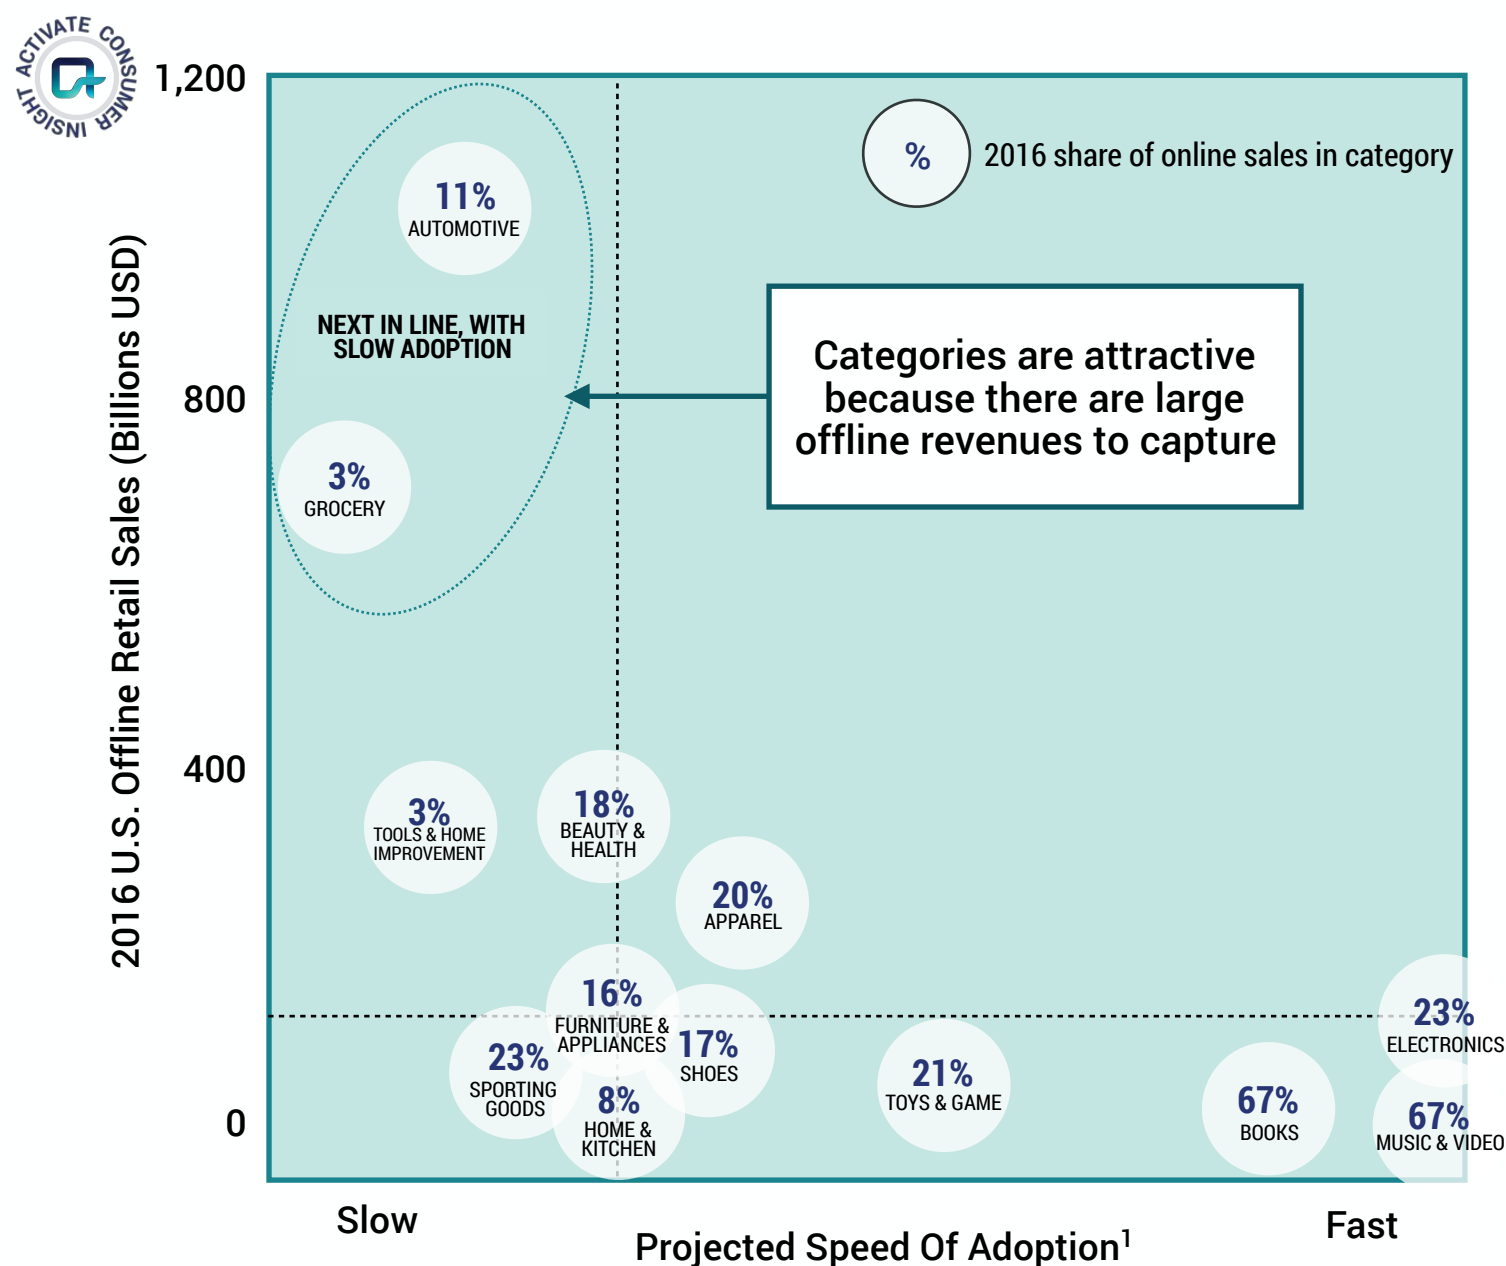 ACTIVATE CONSUMER INSIGHT
1,200
%
2016 share of online sales in category
11%
AUTOMOTIVE
NEXT IN LINE, WITH
SLOW ADOPTION
Categories are attractive
because there are large
offline revenues to capture
800
3%
GROCERY
2016 U.S. Offline Retail Sales (Billions USD)
400
3%
TOOLS & HOME
IMPROVEMENT
18%
BEAUTY &
HEALTH
20%
APPAREL
16%
FURNITURE &
APPLIANCES
17%
SHOES
23%
SPORTING
GOODS
8%
HOME &
KITCHEN
21%
TOYS & GAME
67%
BOOKS
23%
ELECTRONICS
67%
MUSIC & VIDEO
0
Slow
Fast
Projected Speed Of Adoption¹